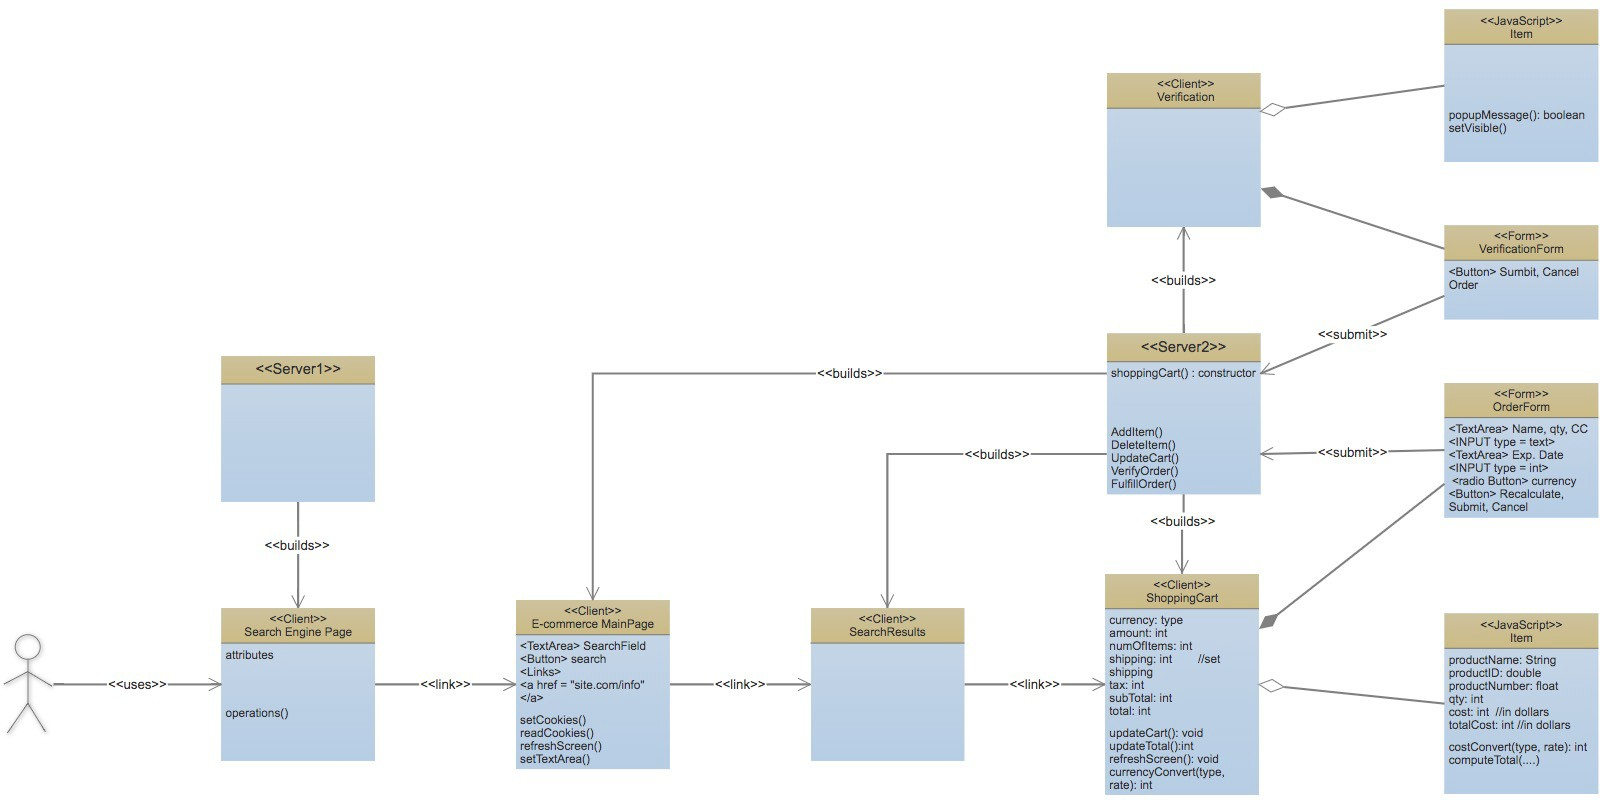 <<JavaScript>>
Item
popupMessage(): boolean
setVisible()
<<Client>>
Verification
<<Form>>
VerificationForm
<Button> Sumbit, Cancel
Order
<<builds>>
<<submit>>
<<Server2>>
shoppingCart() : constructor
AddItem()
DeleteItem()
UpdateCart()
VerifyOrder()
FulfillOrder()
<<builds>>
<<builds>>
<<builds>>
<<submit>>
<<Form>>
OrderForm
<TextArea> Name, qty, CC
<INPUT type = text>
<TextArea> Exp. Date
<INPUT type = int>
<radio Button> currency
<Button> Recalculate,
Submit, Cancel
<<Server1>>
<<builds>>
<<uses>>
<<Client>>
Search Engine Page
attributes
operations()
<<link>>
<<Client>>
E-commerce MainPage
<TextArea> SearchField
<Button> search
<Links>
<a href = "site.com/info"
</a>
setCookies()
readCookies()
refreshScreen()
setTextArea()
<<link>>
<<Client>>
SearchResults
<<link>>
<<Client>>
ShoppingCart
currency: type
amount: int
numOfItems: int
shipping: int //set
shipping
tax: int
subTotal: int
total: int
updateCart(): void
updateTotal():int
refreshScreen(): void
currencyConvert(type,
rate): int
<<JavaScript>>
Item
productName: String
productID: double
productNumber: float
qty: int
cost: int //in dollars
totalCost: int //in dollars
costConvert(type, rate): int
computeTotal(....)